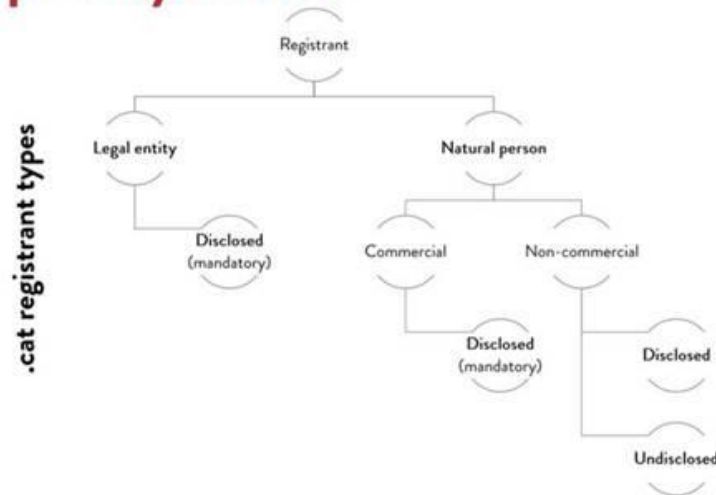 .cat registrant types
Registrant
Legal entity
Natural person
Disclosed
(mandatory)
Commercial
Non-commercial
Disclosed
(mandatory)
Disclosed
Undisclosed